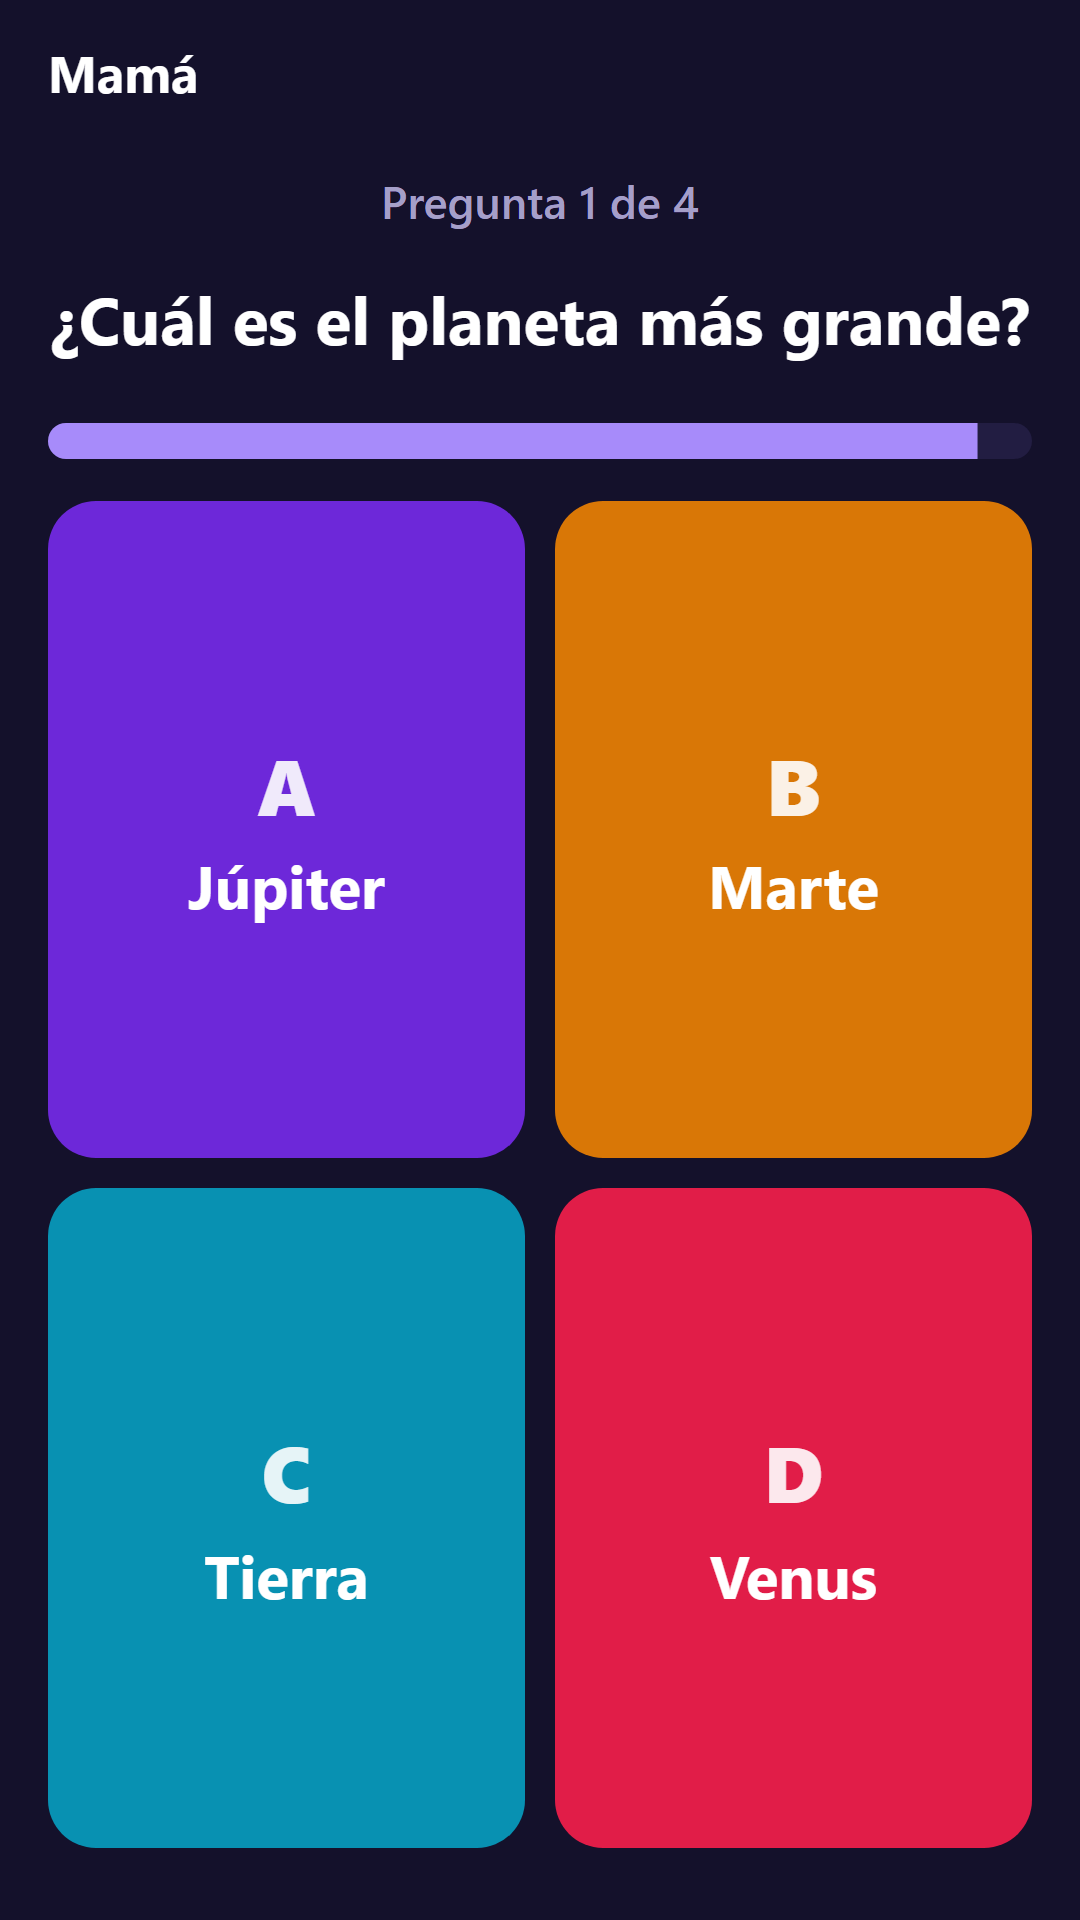 Mamá
Pregunta 1 de 4
¿Cuál es el planeta más grande?
A
Júpiter
B
Marte
C
Tierra
D
Venus